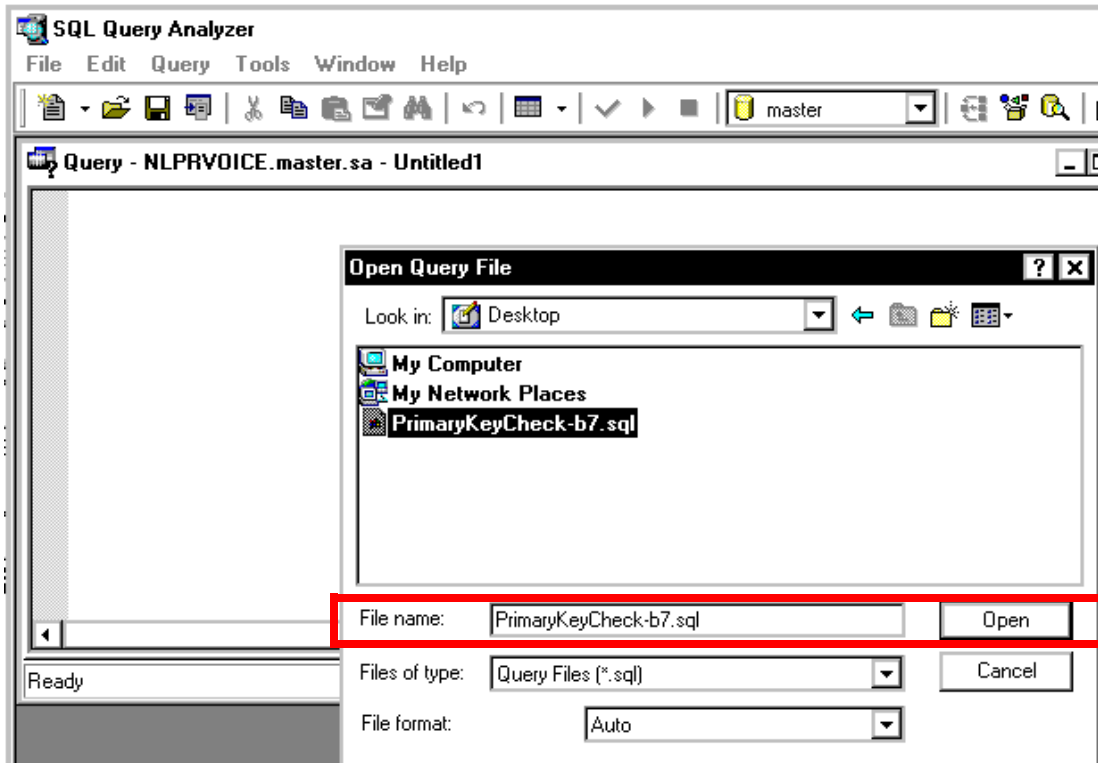 SQL Query Analyzer
File Edit Query Tools Window Help
master
Query - NLPRVOICE.master.sa - Untitled1
Open Query File
Look in: Desktop
My Computer
My Network Places
PrimaryKeyCheck-b7.sql
File name: PrimaryKeyCheck-b7.sql Open
Files of type: Query Files (*.sql) Cancel
Ready
File format: Auto